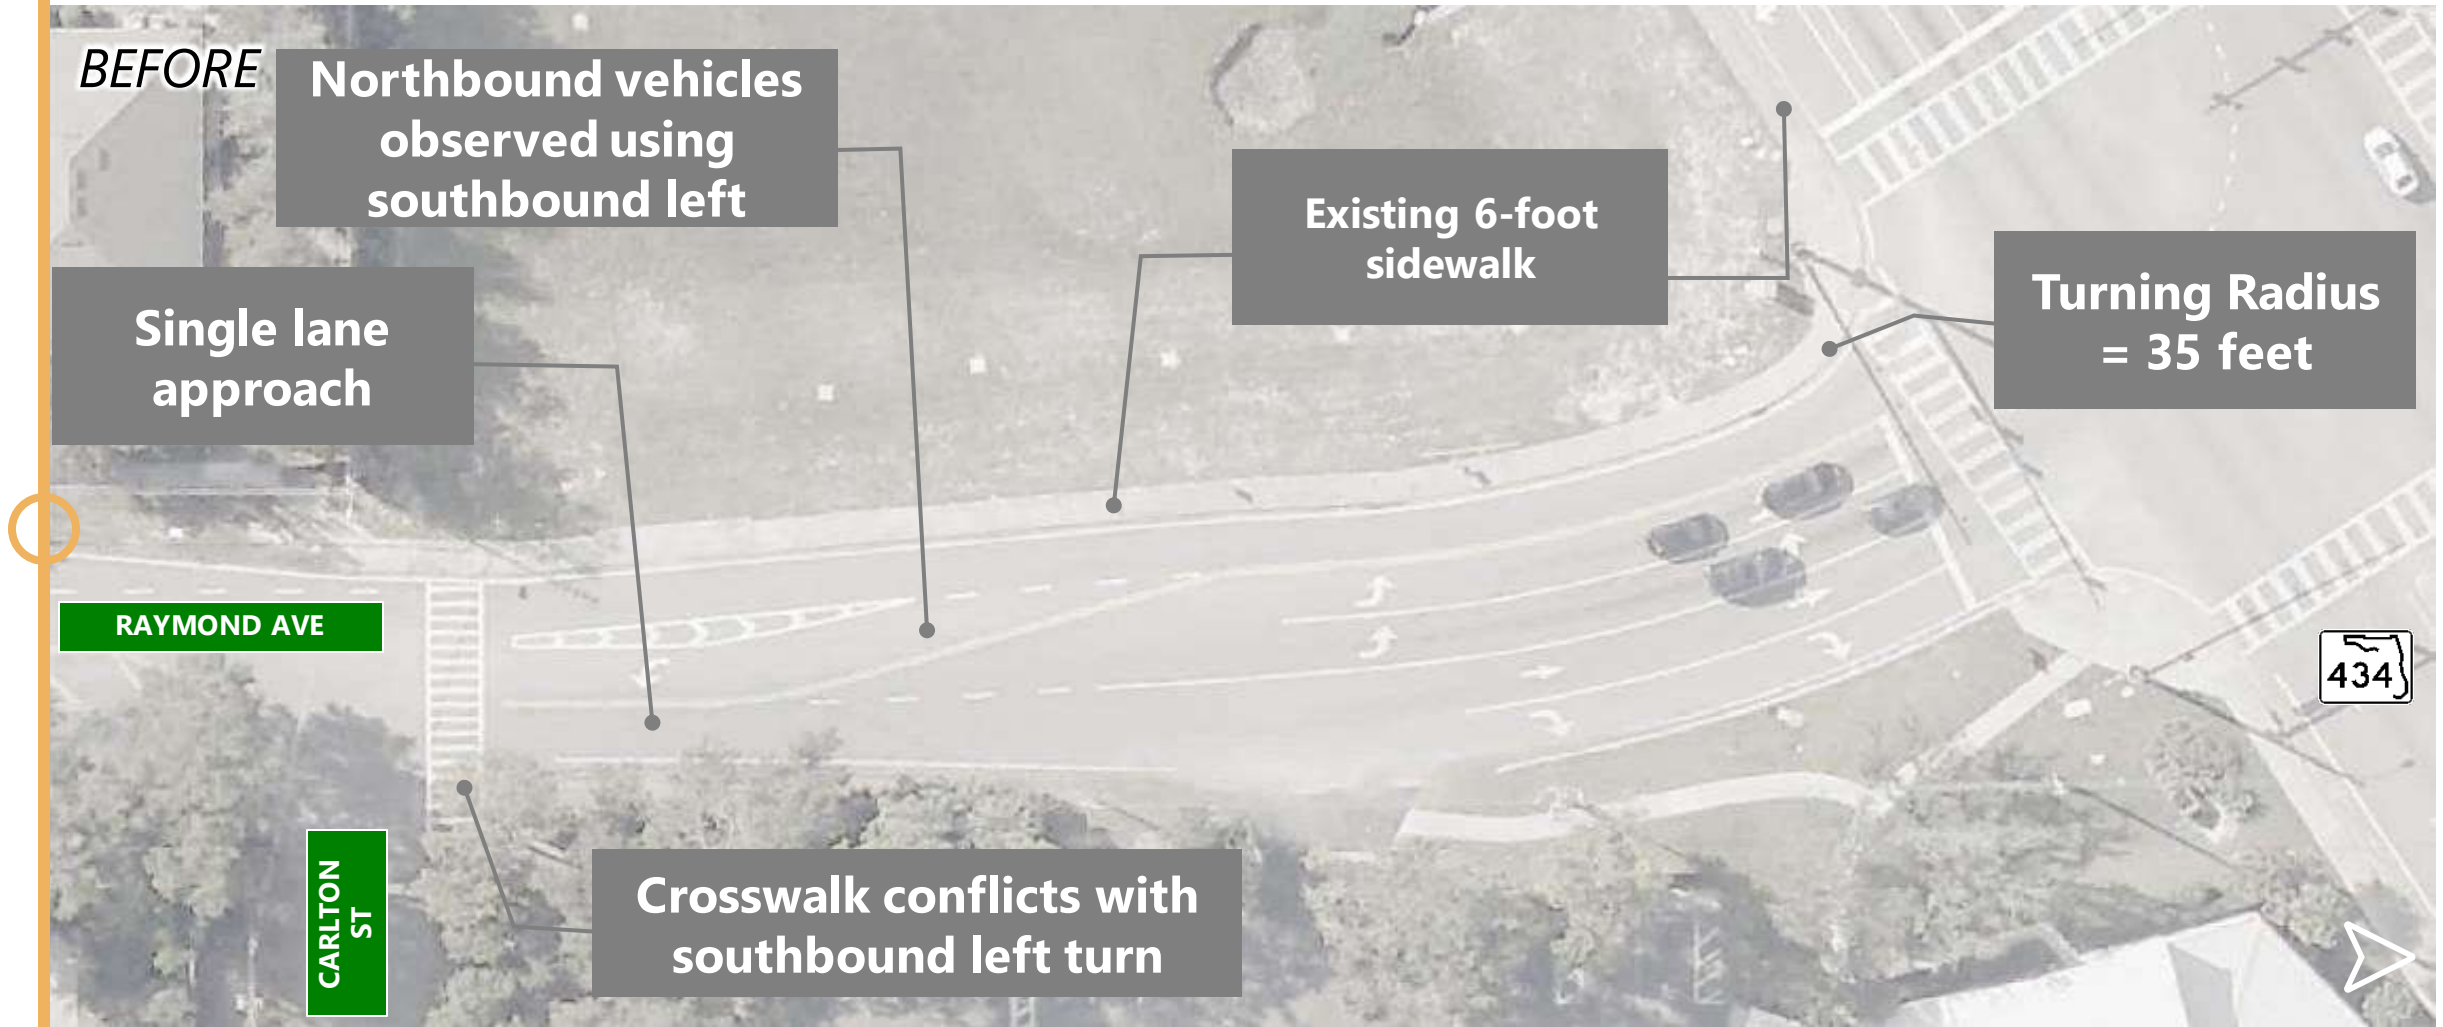 BEFORE
Northbound vehicles
observed using
southbound left
Existing 6-foot
sidewalk
Turning Radius
= 35 feet
Single lane
approach
RAYMOND AVE
434
CARLTON
ST
Crosswalk conflicts with
southbound left turn